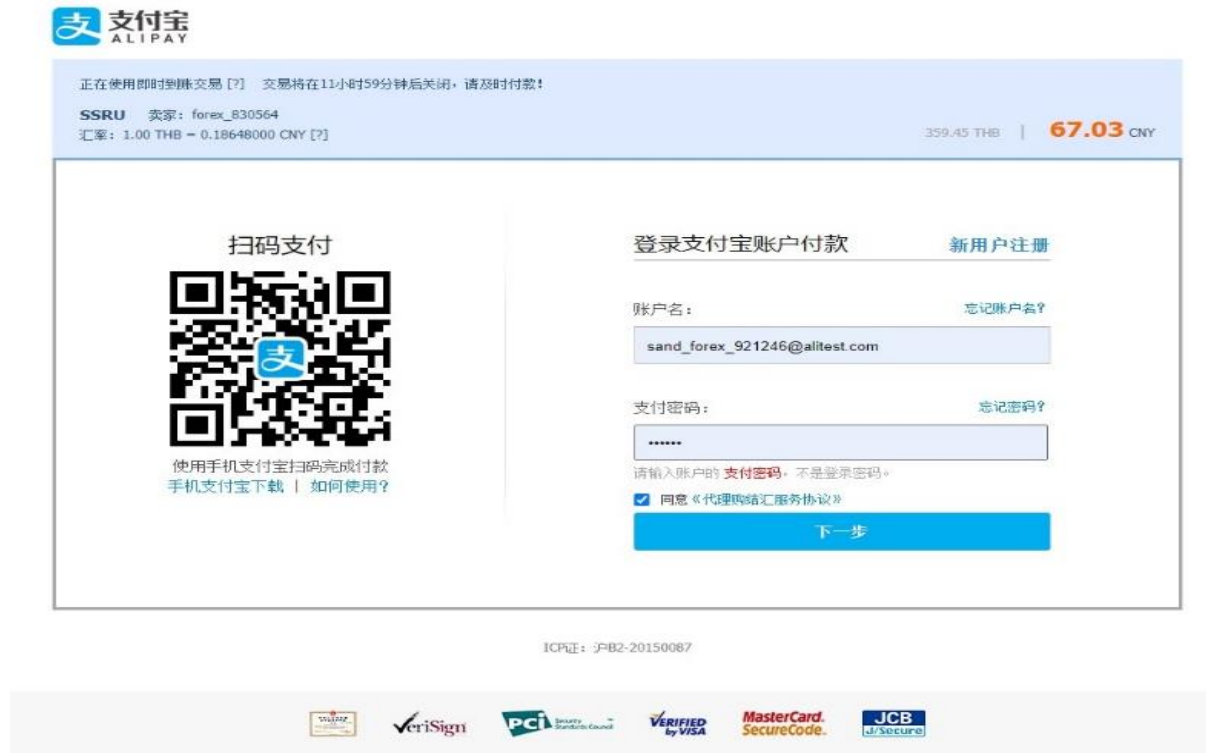 支 支付宝
ALIPAY
正在使用即时到账交易 [?] 交易将在11小时59分钟后关闭，请及时付款！
SSRU 卖家：forex_830564
汇率：1.00 THB = 0.18648000 CNY [?]
359.45 THB | 67.03 CNY
扫码支付
支
使用手机支付宝扫码完成付款
手机支付宝下载 | 如何使用?
登录支付宝账户付款 新用户注册
账户名： 忘记账户名?
sand_forex_921246@alitest.com
支付密码： 忘记密码?
••••••
请输入账户的 支付密码，不是登录密码。
同意《代理购结汇服务协议》
下一步
ICP证：沪B2-20150087
VeriSign PCI Security Standards Council VERIFIED by VISA MasterCard. SecureCode. JCB J/Secure